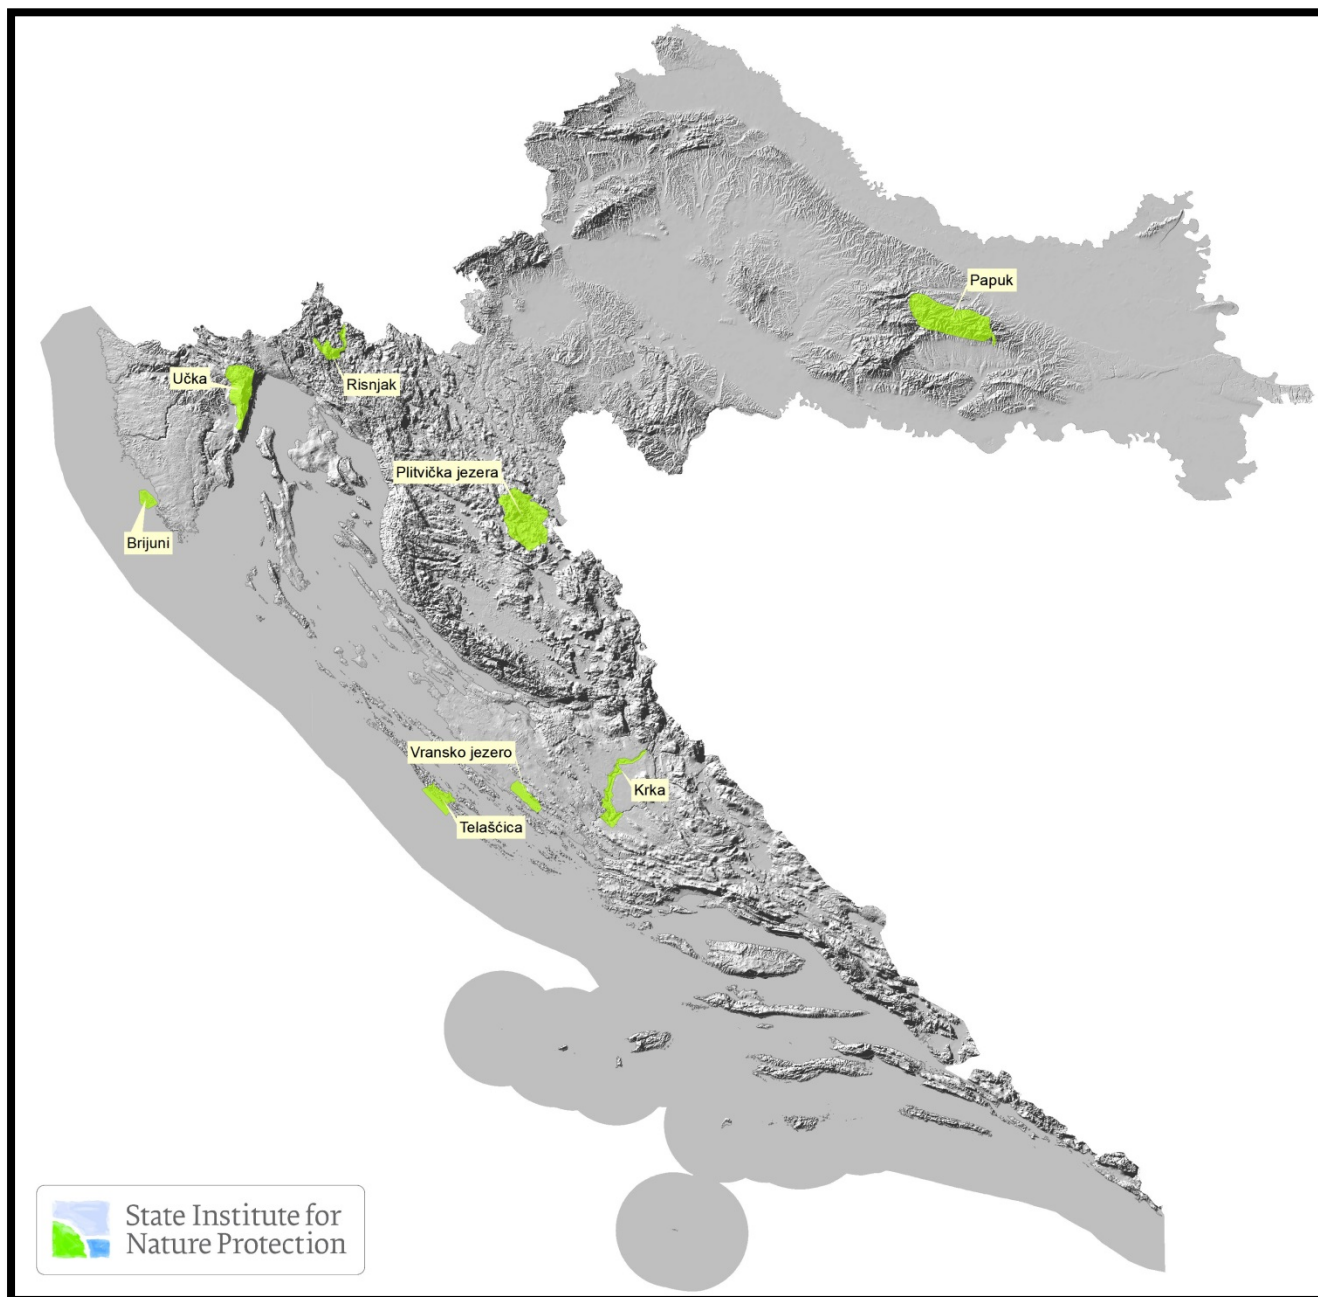 Papuk
Učka
Risnjak
Plitvička jezera
Brijuni
Vransko jezero
Krka
Telašćica
State Institute for
Nature Protection